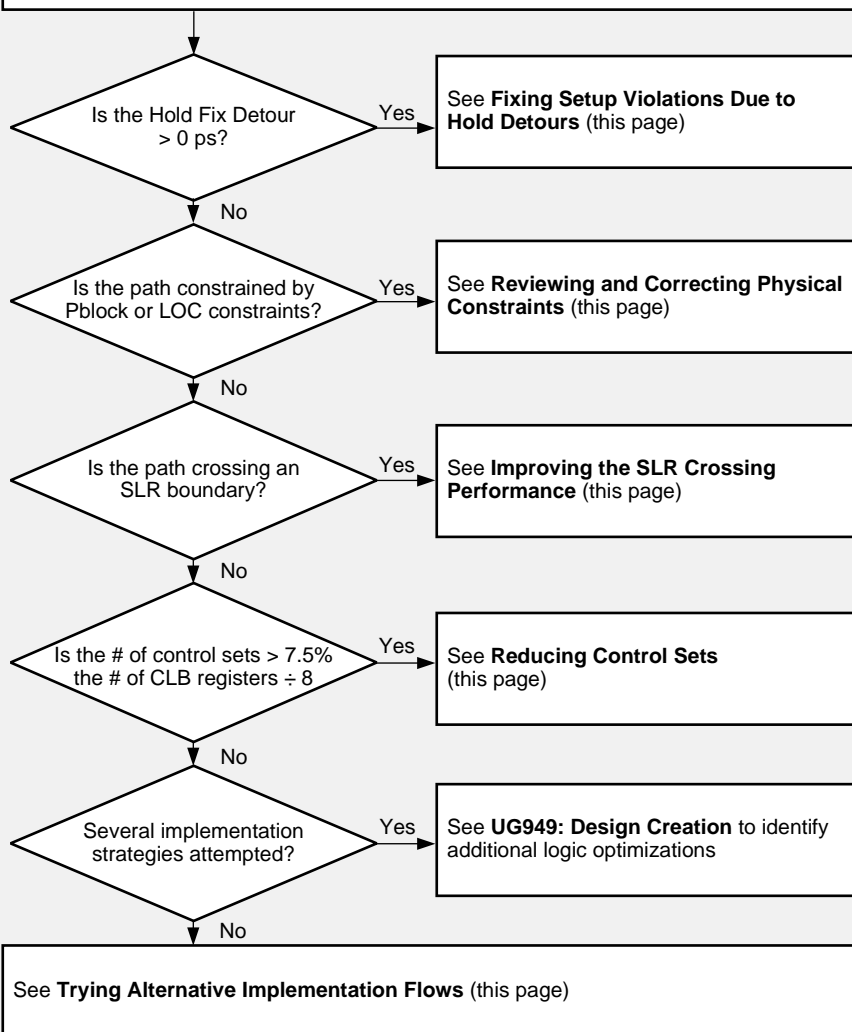 Is the Hold Fix Detour
> 0 ps?
Yes
See Fixing Setup Violations Due to
Hold Detours (this page)
No
Is the path constrained by
Pblock or LOC constraints?
Yes
See Reviewing and Correcting Physical
Constraints (this page)
No
Is the path crossing an
SLR boundary?
Yes
See Improving the SLR Crossing
Performance (this page)
No
Is the # of control sets > 7.5%
the # of CLB registers ÷ 8
Yes
See Reducing Control Sets
(this page)
No
Several implementation
strategies attempted?
Yes
See UG949: Design Creation to identify
additional logic optimizations
No
See Trying Alternative Implementation Flows (this page)